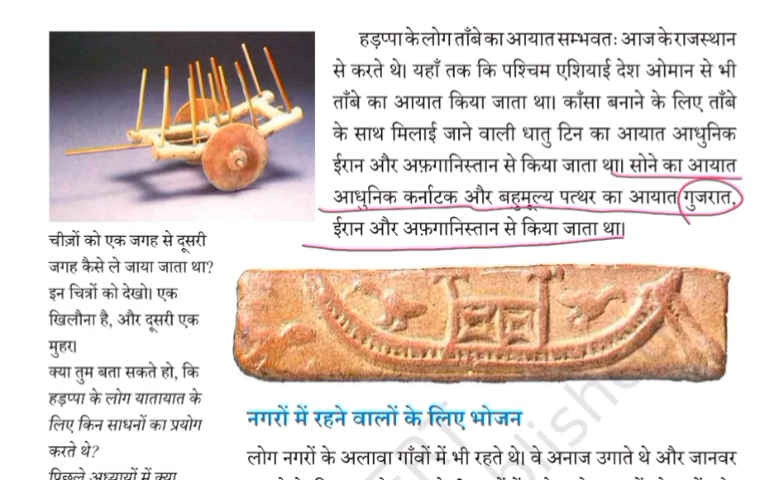 हड़प्पा के लोग ताँबे का आयात सम्भवतः आज के राजस्थान
से करते थे। यहाँ तक कि पश्चिम एशियाई देश ओमान से भी
ताँबे का आयात किया जाता था। काँसा बनाने के लिए ताँबे
के साथ मिलाई जाने वाली धातु टिन का आयात आधुनिक
ईरान और अफ़गानिस्तान से किया जाता था। सोने का आयात
आधुनिक कर्नाटक और बहुमूल्य पत्थर का आयात गुजरात,
ईरान और अफ़गानिस्तान से किया जाता था।
चीज़ों को एक जगह से दूसरी
जगह कैसे ले जाया जाता था?
इन चित्रों को देखो। एक
खिलौना है, और दूसरी एक
मुहर।
क्या तुम बता सकते हो, कि
हड़प्पा के लोग यातायात के
लिए किन साधनों का प्रयोग
करते थे?
पिछले अध्यायों में क्या
नगरों में रहने वालों के लिए भोजन
लोग नगरों के अलावा गाँवों में भी रहते थे। वे अनाज उगाते थे और जानवर